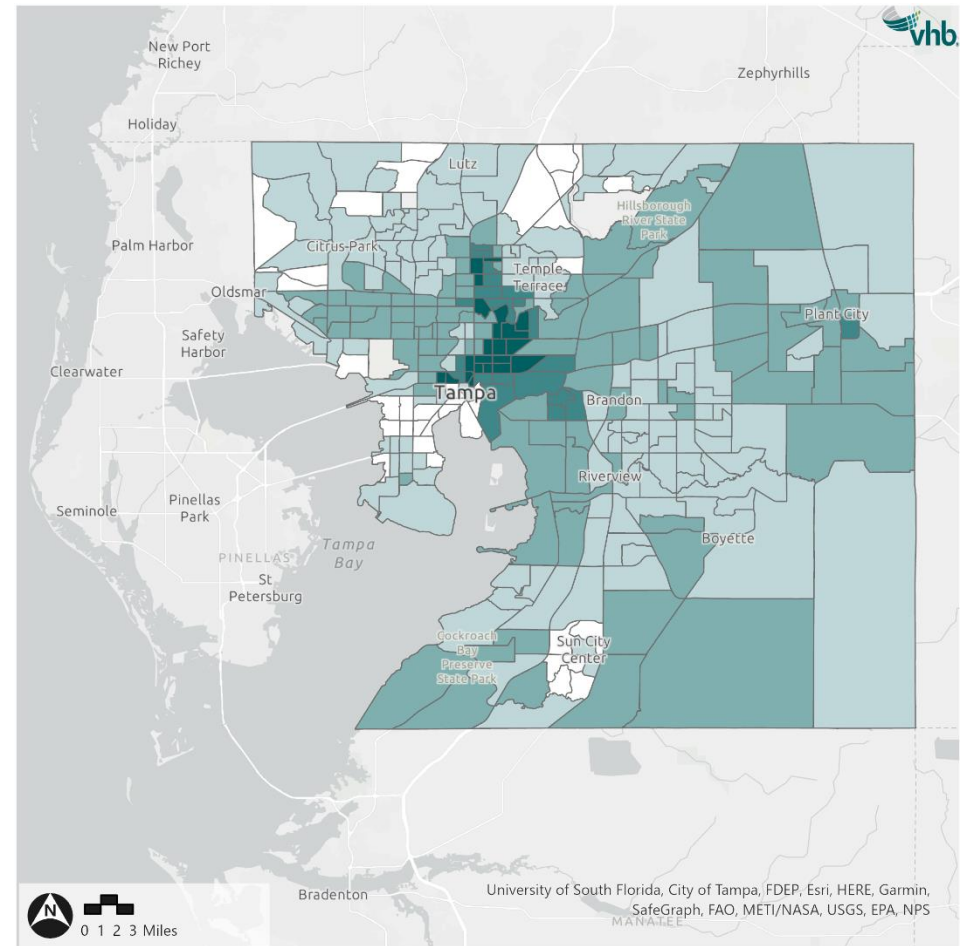 vhb
New Port
Richey
Zephyrhills
Holiday
Lutz
Hillsborough
River State
Park
Palm Harbor
Citrus Park
Temple
Terrace
Oldsmar
Plant City
Safety
Harbor
Clearwater
Tampa
Brandon
Riverview
Seminole
Pinellas
Park
Boyette
Tampa
Bay
PINELLAS
St
Petersburg
Cockroach
Bay
Preserve
State Park
Sun City
Center
Bradenton
MANATEE
University of South Florida, City of Tampa, FDEP, Esri, HERE, Garmin,
SafeGraph, FAO, METI/NASA, USGS, EPA, NPS
N
0 1 2 3 Miles